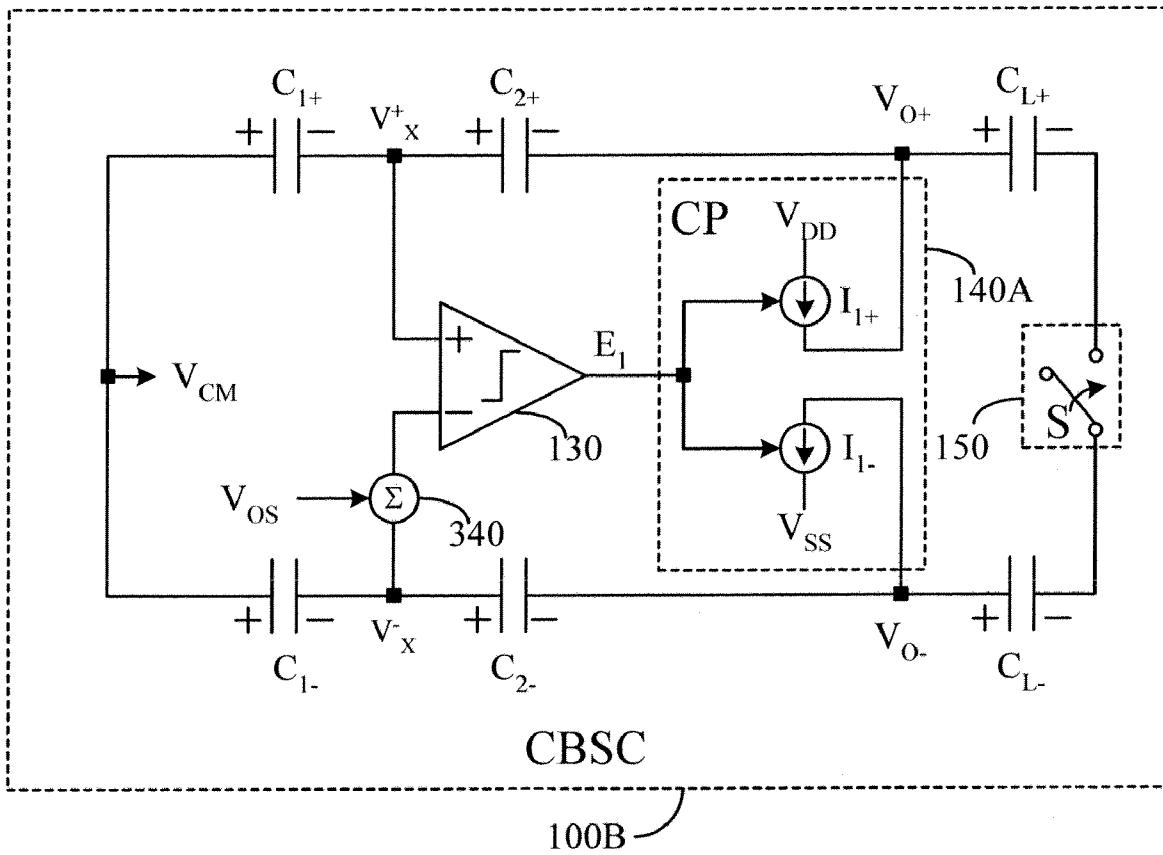 C1+ C2+ VO+ CL+
+ − V+X + − + −
CP
VDD
I1+ 140A
+ E1
VCM
− 130 150 S
I1-
VOS Σ 340
VSS
+ − V-X + − + −
C1- C2- VO- CL-
CBSC
100B